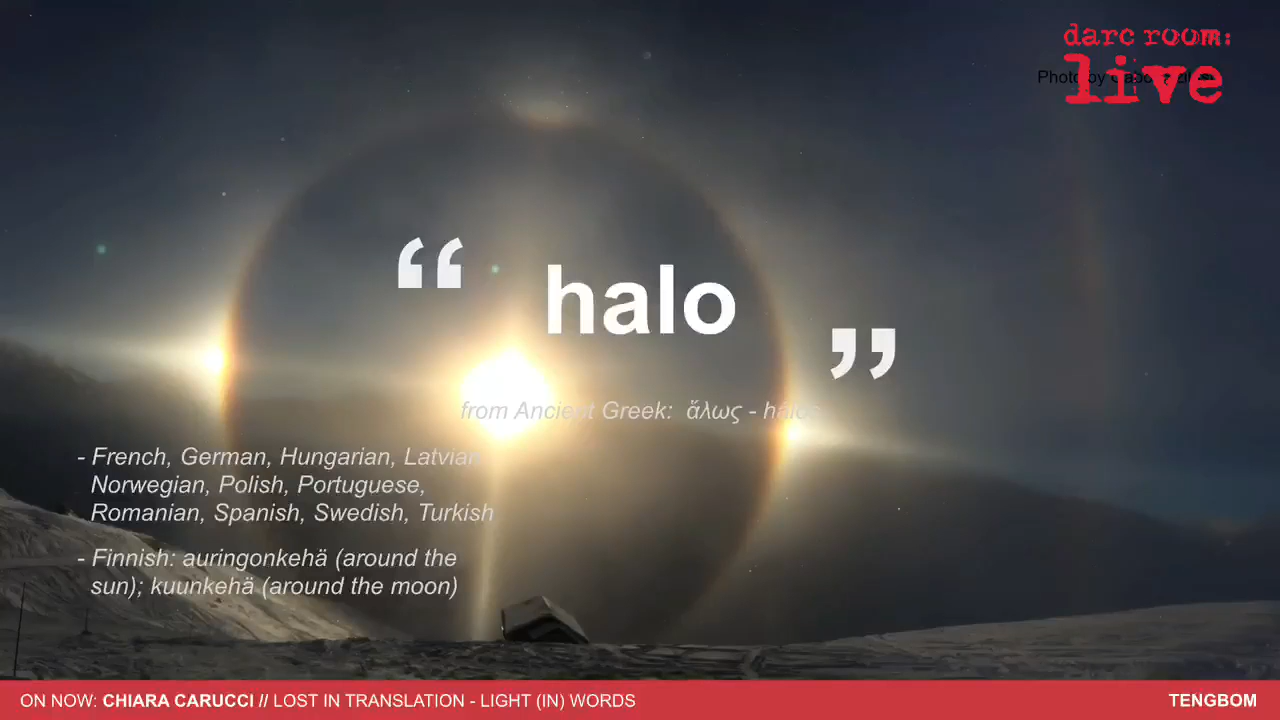 darc room:
live
Photo by
“ halo ”
from Ancient Greek: ἅλως - hálōs
- French, German, Hungarian, Latvian,
Norwegian, Polish, Portuguese,
Romanian, Spanish, Swedish, Turkish
- Finnish: auringonkehä (around the
sun); kuunkehä (around the moon)
ON NOW: CHIARA CARUCCI // LOST IN TRANSLATION - LIGHT (IN) WORDS
TENGBOM